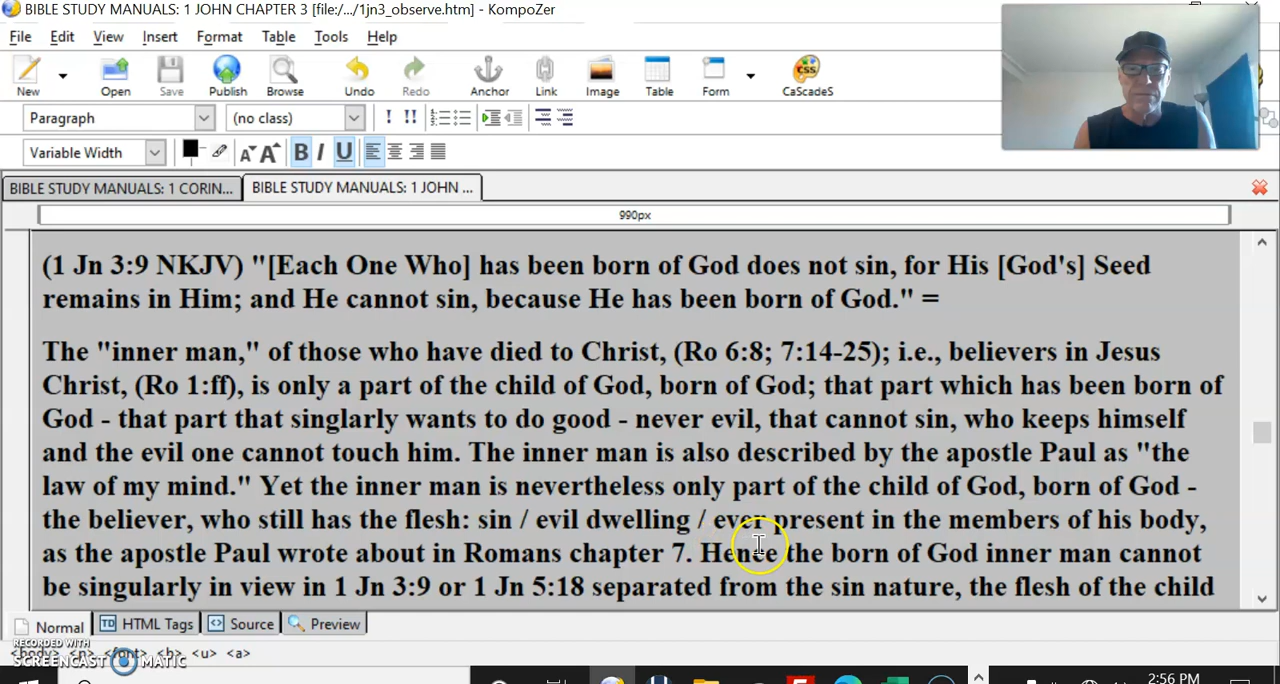 BIBLE STUDY MANUALS: 1 JOHN CHAPTER 3 [file:/.../1jn3_observe.htm] - KompoZer
File Edit View Insert Format Table Tools Help
New Open Save Publish Browse Undo Redo Anchor Link Image Table Form CaScadeS
Paragraph (no class) ! !!
Variable Width A A B I U
BIBLE STUDY MANUALS: 1 CORIN... BIBLE STUDY MANUALS: 1 JOHN ...
990px
(1 Jn 3:9 NKJV) "[Each One Who] has been born of God does not sin, for His [God's] Seed
remains in Him; and He cannot sin, because He has been born of God." =
The "inner man," of those who have died to Christ, (Ro 6:8; 7:14-25); i.e., believers in Jesus
Christ, (Ro 1:ff), is only a part of the child of God, born of God; that part which has been born of
God - that part that singlarly wants to do good - never evil, that cannot sin, who keeps himself
and the evil one cannot touch him. The inner man is also described by the apostle Paul as "the
law of my mind." Yet the inner man is nevertheless only part of the child of God, born of God -
the believer, who still has the flesh: sin / evil dwelling / ever present in the members of his body,
as the apostle Paul wrote about in Romans chapter 7. Hence the born of God inner man cannot
be singularly in view in 1 Jn 3:9 or 1 Jn 5:18 separated from the sin nature, the flesh of the child
Normal HTML Tags Source Preview
RECORDED WITH
<body> <p> <font> <b> <u> <a>
SCREENCAST MATIC
2:56 PM